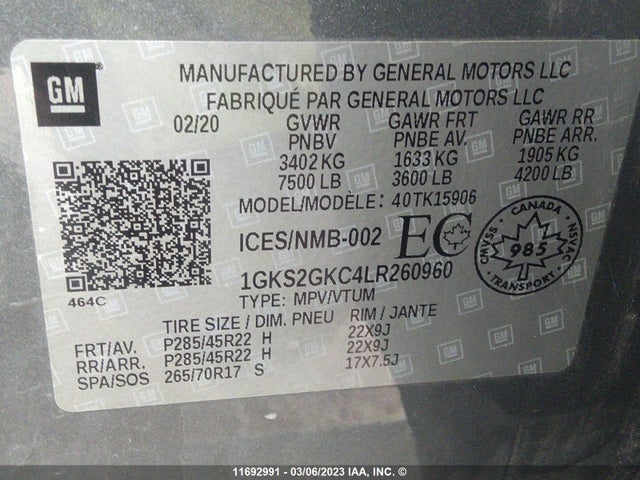 GM
MANUFACTURED BY GENERAL MOTORS LLC
FABRIQUÉ PAR GENERAL MOTORS LLC
02/20 GVWR GAWR FRT GAWR RR
PNBV PNBE AV. PNBE ARR.
3402 KG 1633 KG 1905 KG
7500 LB 3600 LB 4200 LB
MODEL/MODÈLE: 40TK15906
ICES/NMB-002 EC
CANADA
CMVSS 985 NSVAC
TRANSPORT
1GKS2GKC4LR260960
464C
TYPE: MPV/VTUM
TIRE SIZE / DIM. PNEU RIM / JANTE
FRT/AV. P285/45R22 H 22X9J
RR/ARR. P285/45R22 H 22X9J
SPA/SOS 265/70R17 S 17X7.5J
11692991 - 03/06/2023 IAA, INC. ©